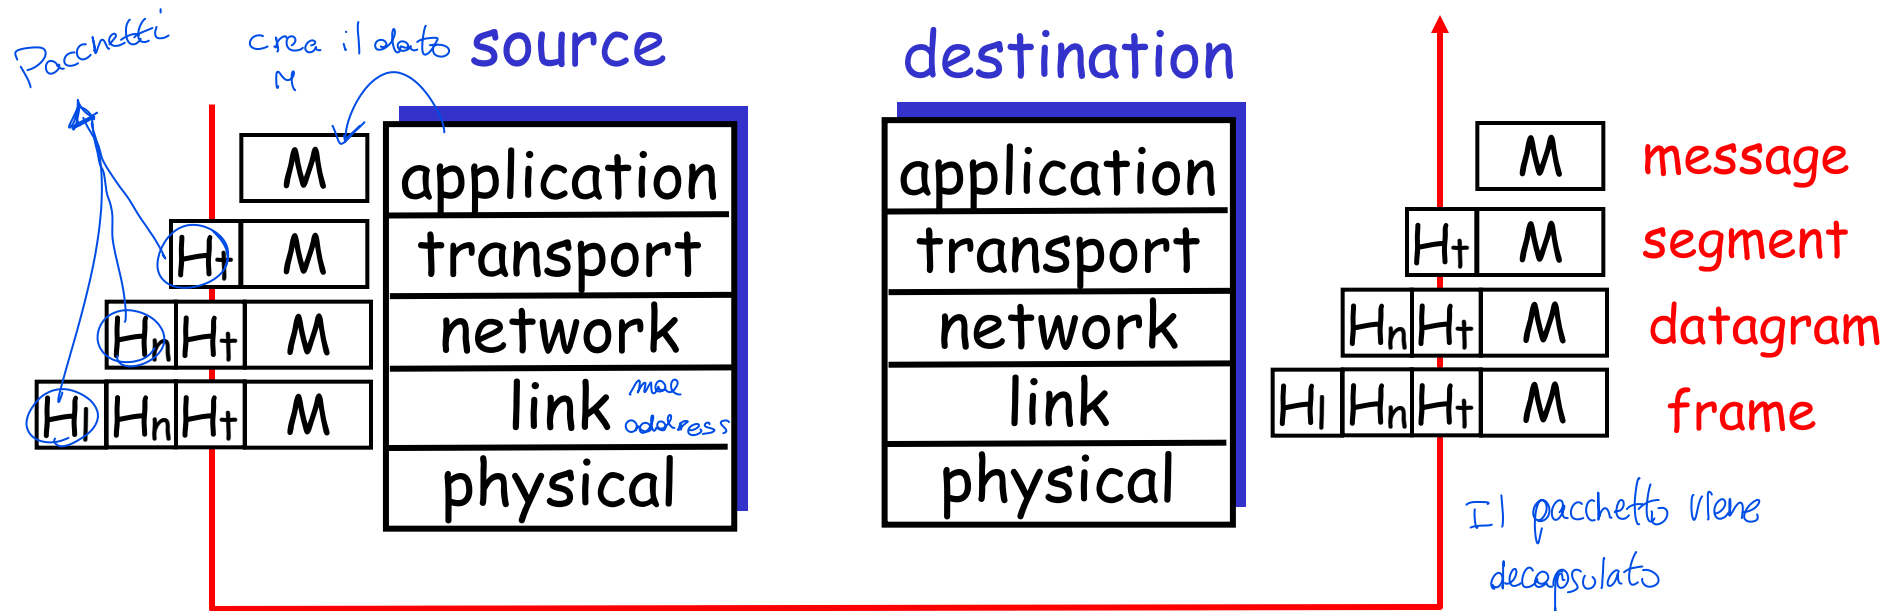 Pacchetti
crea il dato
M
source
destination
M
application
application
M
message
Ht
M
transport
transport
Ht
M
segment
Hn
Ht
M
network
network
Hn
Ht
M
datagram
Hl
Hn
Ht
M
link
mac
address
link
Hl
Hn
Ht
M
frame
physical
physical
Il pacchetto viene
decapsulato